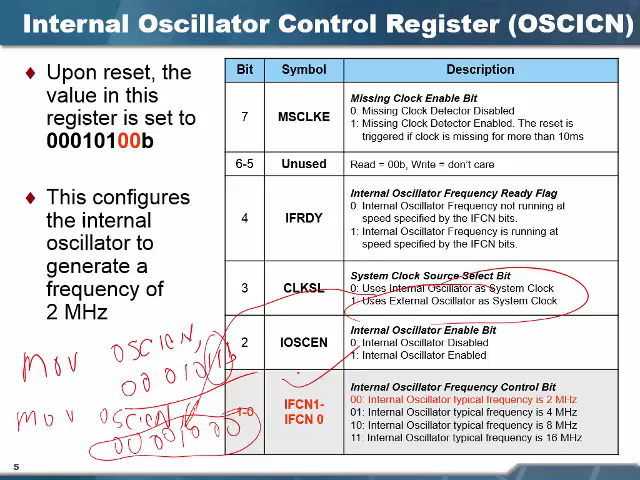 Internal Oscillator Control Register (OSCICN)
♦ Upon reset, the
value in this
register is set to
00010100b
♦ This configures
the internal
oscillator to
generate a
frequency of
2 MHz
Bit Symbol Description
7 MSCLKE Missing Clock Enable Bit
0: Missing Clock Detector Disabled
1: Missing Clock Detector Enabled. The reset is
triggered if clock is missing for more than 10ms
6-5 Unused Read = 00b, Write = don't care
4 IFRDY Internal Oscillator Frequency Ready Flag
0: Internal Oscillator Frequency not running at
speed specified by the IFCN bits.
1: Internal Oscillator Frequency is running at
speed specified by the IFCN bits.
3 CLKSL System Clock Source Select Bit
0: Uses Internal Oscillator as System Clock
1: Uses External Oscillator as System Clock
2 IOSCEN Internal Oscillator Enable Bit
0: Internal Oscillator Disabled
1: Internal Oscillator Enabled
1-0 IFCN1-
IFCN 0
Internal Oscillator Frequency Control Bit
00: Internal Oscillator typical frequency is 2 MHz
01: Internal Oscillator typical frequency is 4 MHz
10: Internal Oscillator typical frequency is 8 MHz
11: Internal Oscillator typical frequency is 16 MHz
mov OSCICN,
mov OSCICN
00001000
5